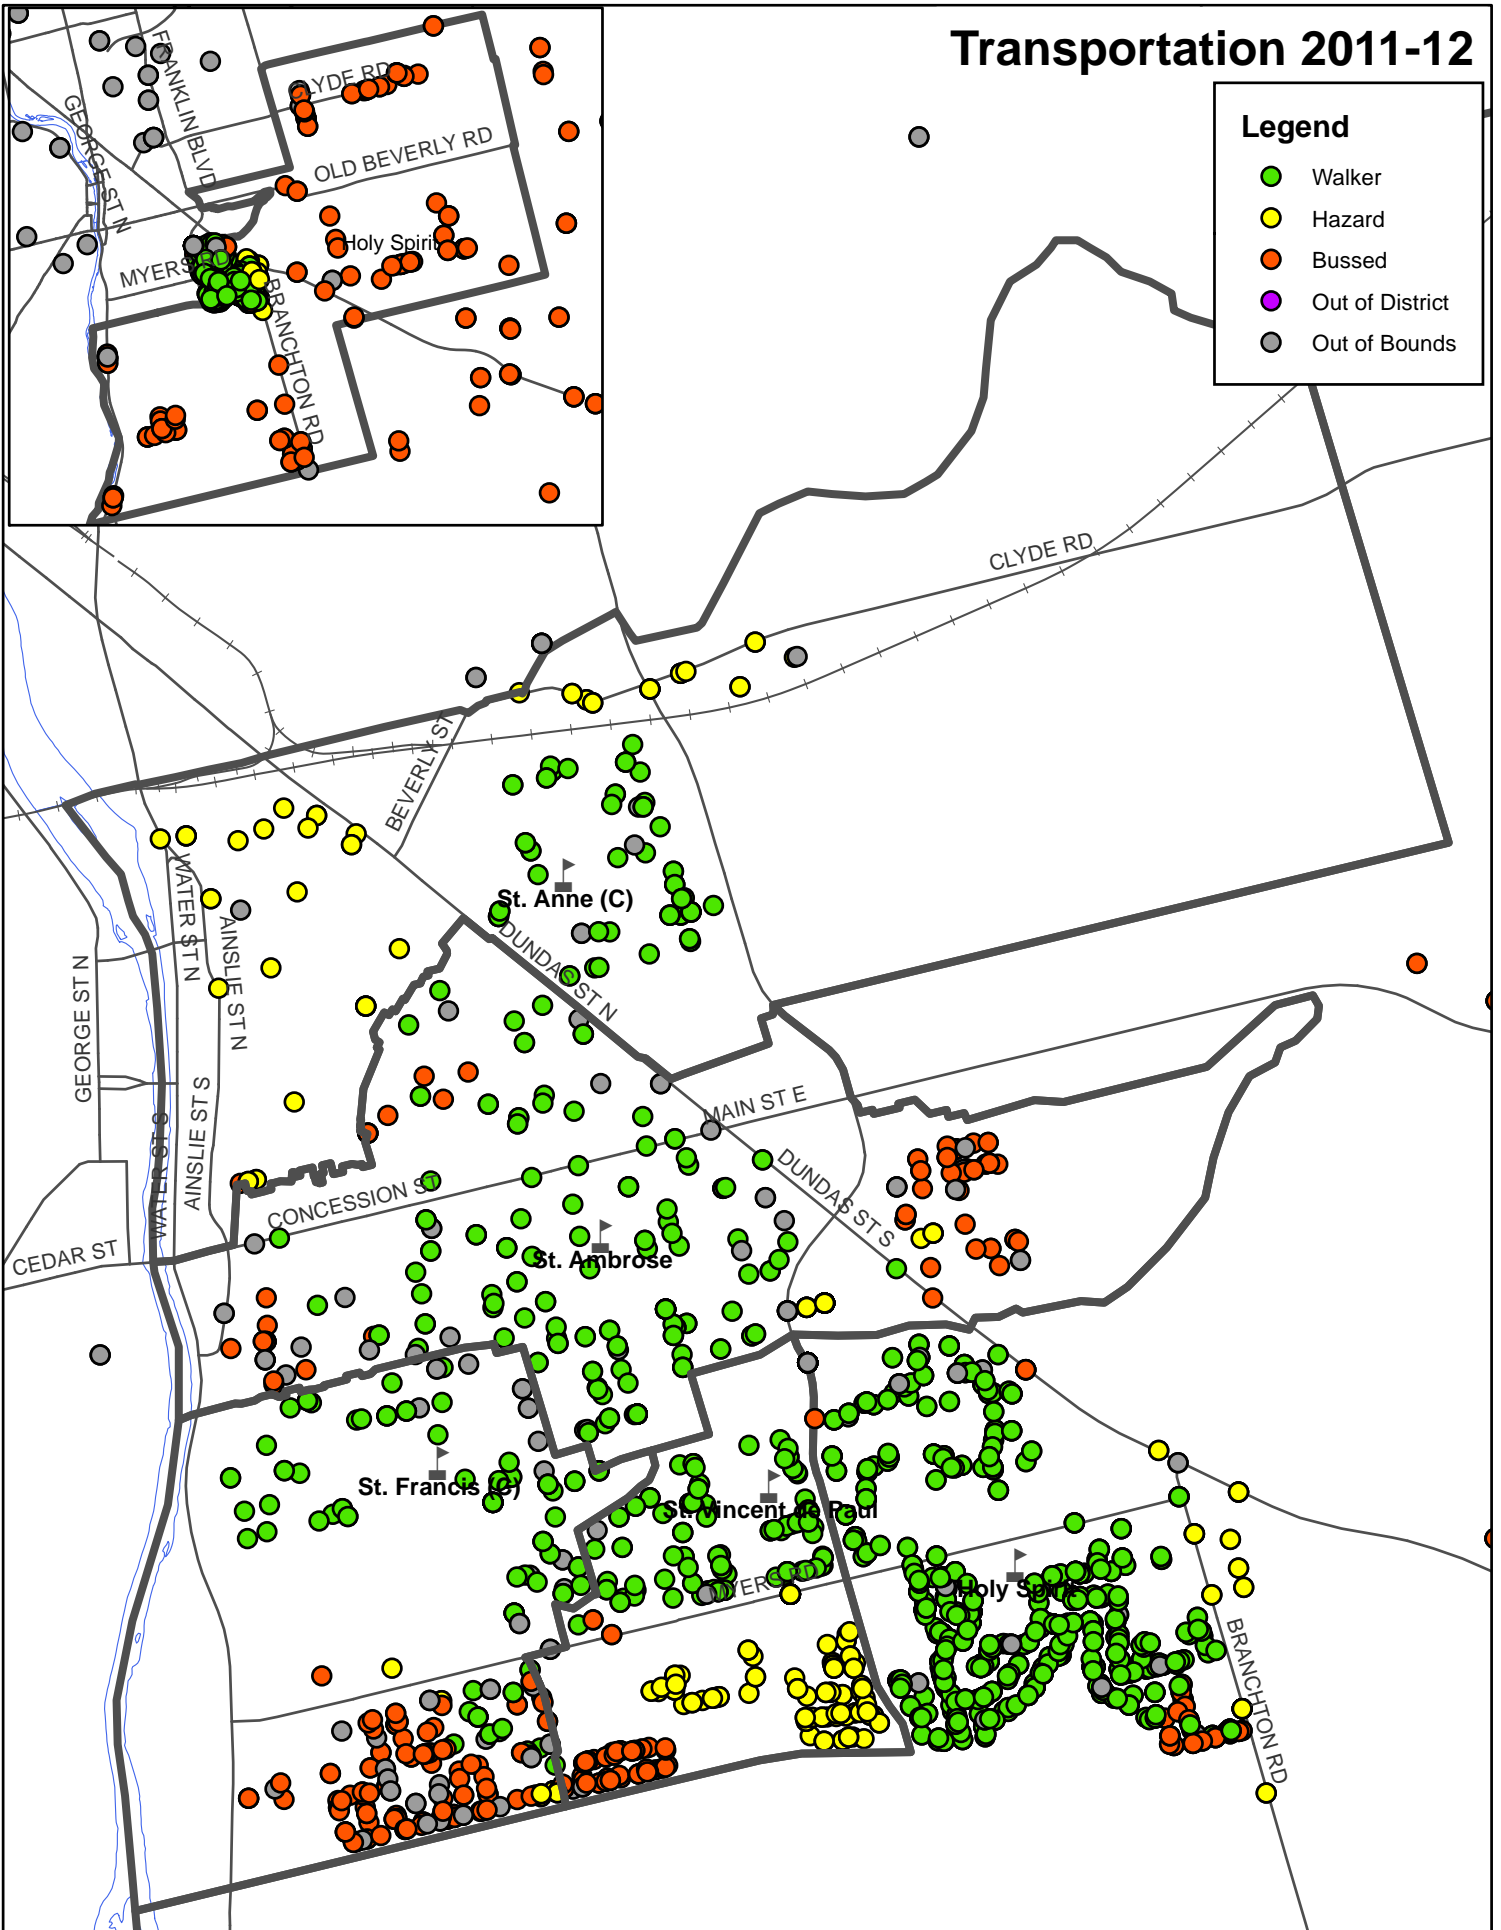 Transportation 2011-12
Legend
Walker
Hazard
Bussed
Out of District
Out of Bounds
FRANKLIN BLVD
CLYDE RD
GEORGE ST N
OLD BEVERLY RD
Holy Spirit
MYERS RD
BRANCHTON RD
CLYDE RD
BEVERLY ST
WATER ST N
St. Anne (C)
AINSLIE ST N
DUNDAS ST N
GEORGE ST N
MAIN ST E
AINSLIE ST S
WATER ST S
DUNDAS ST S
CONCESSION ST
CEDAR ST
St. Ambrose
St. Francis (C)
St. Vincent de Paul
MYERS RD
Holy Spirit
BRANCHTON RD